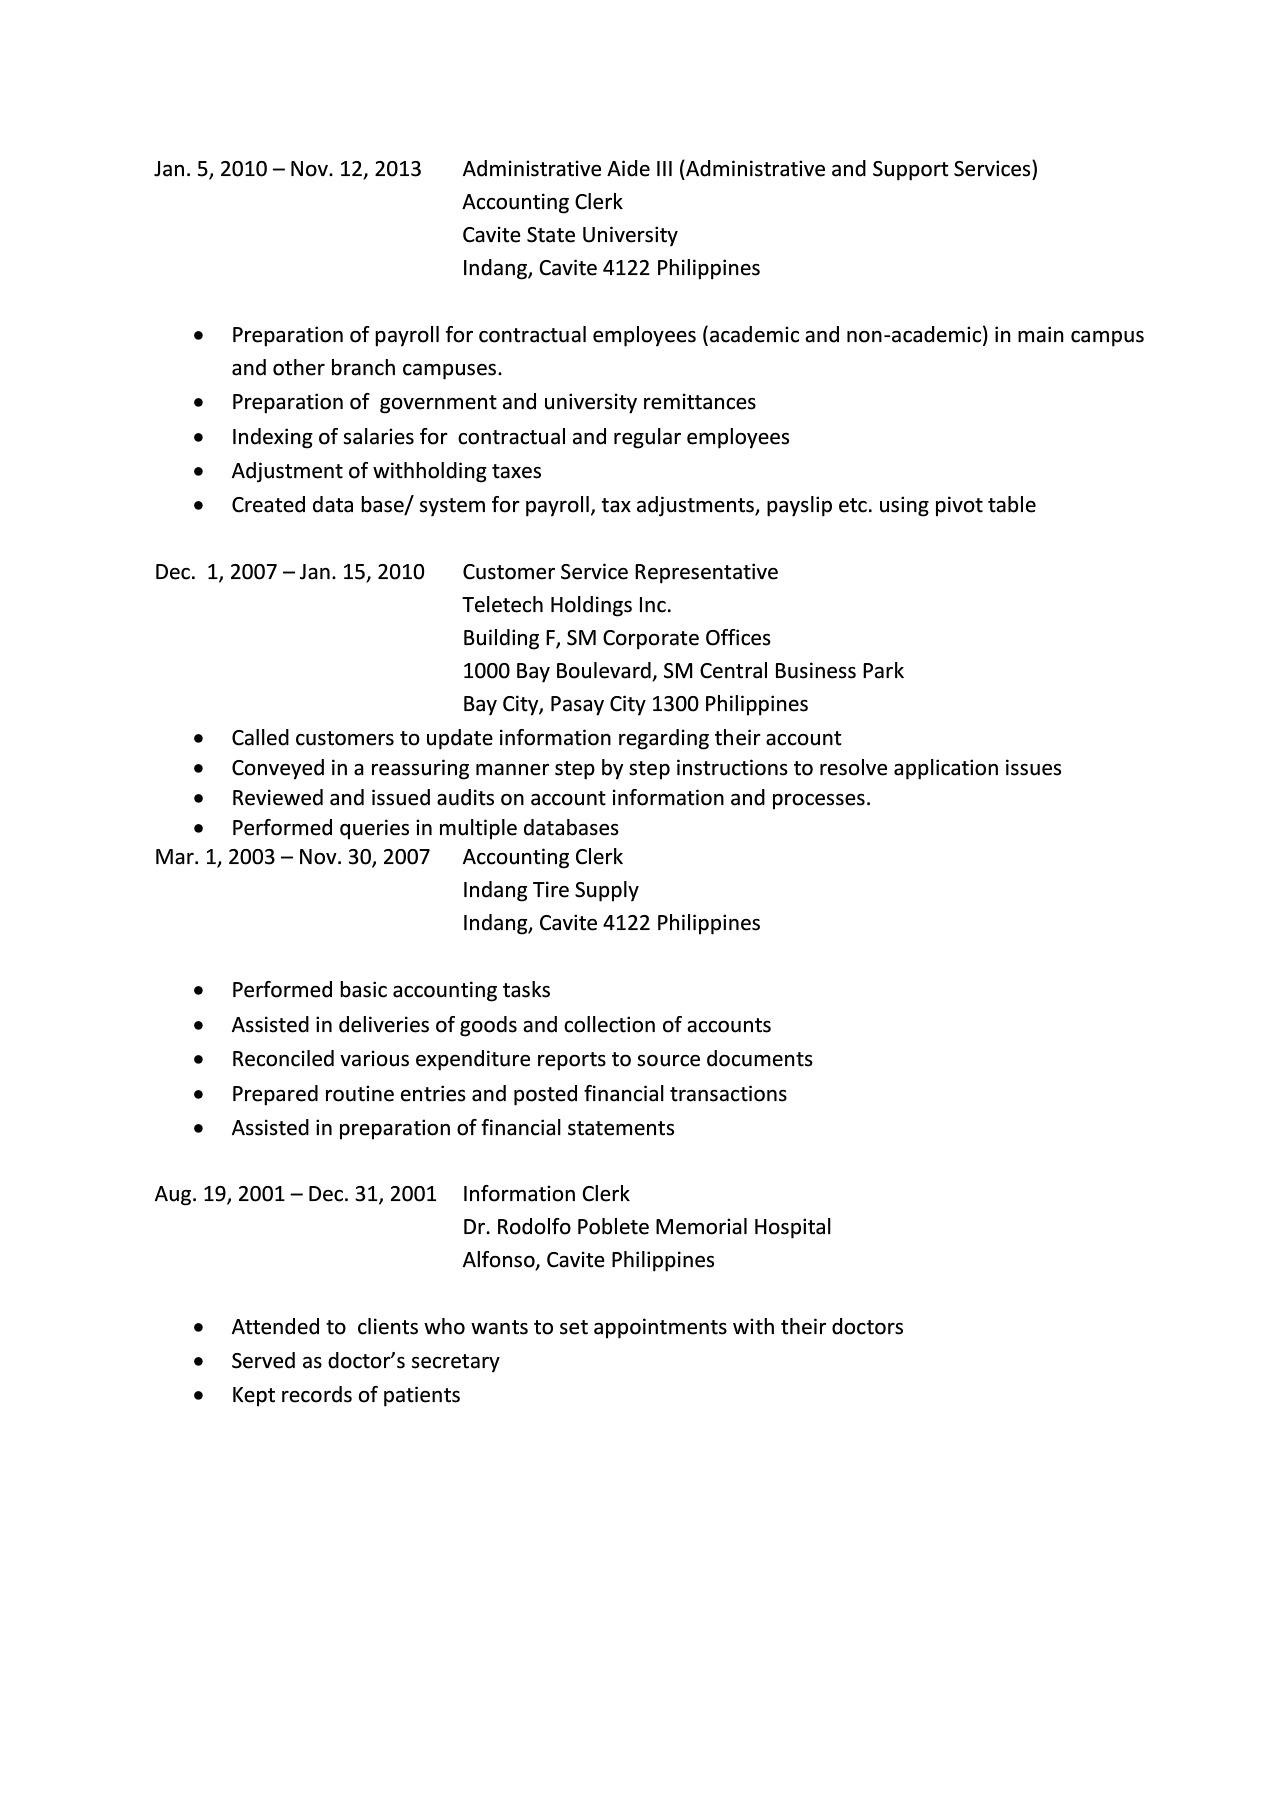 Jan. 5, 2010 – Nov. 12, 2013 Administrative Aide III (Administrative and Support Services)
Accounting Clerk
Cavite State University
Indang, Cavite 4122 Philippines
• Preparation of payroll for contractual employees (academic and non-academic) in main campus
and other branch campuses.
• Preparation of  government and university remittances
• Indexing of salaries for  contractual and regular employees
• Adjustment of withholding taxes
• Created data base/ system for payroll, tax adjustments, payslip etc. using pivot table
Dec.  1, 2007 – Jan. 15, 2010 Customer Service Representative
Teletech Holdings Inc.
Building F, SM Corporate Offices
1000 Bay Boulevard, SM Central Business Park
Bay City, Pasay City 1300 Philippines
• Called customers to update information regarding their account
• Conveyed in a reassuring manner step by step instructions to resolve application issues
• Reviewed and issued audits on account information and processes.
• Performed queries in multiple databases
Mar. 1, 2003 – Nov. 30, 2007 Accounting Clerk
Indang Tire Supply
Indang, Cavite 4122 Philippines
• Performed basic accounting tasks
• Assisted in deliveries of goods and collection of accounts
• Reconciled various expenditure reports to source documents
• Prepared routine entries and posted financial transactions
• Assisted in preparation of financial statements
Aug. 19, 2001 – Dec. 31, 2001 Information Clerk
Dr. Rodolfo Poblete Memorial Hospital
Alfonso, Cavite Philippines
• Attended to  clients who wants to set appointments with their doctors
• Served as doctor’s secretary
• Kept records of patients